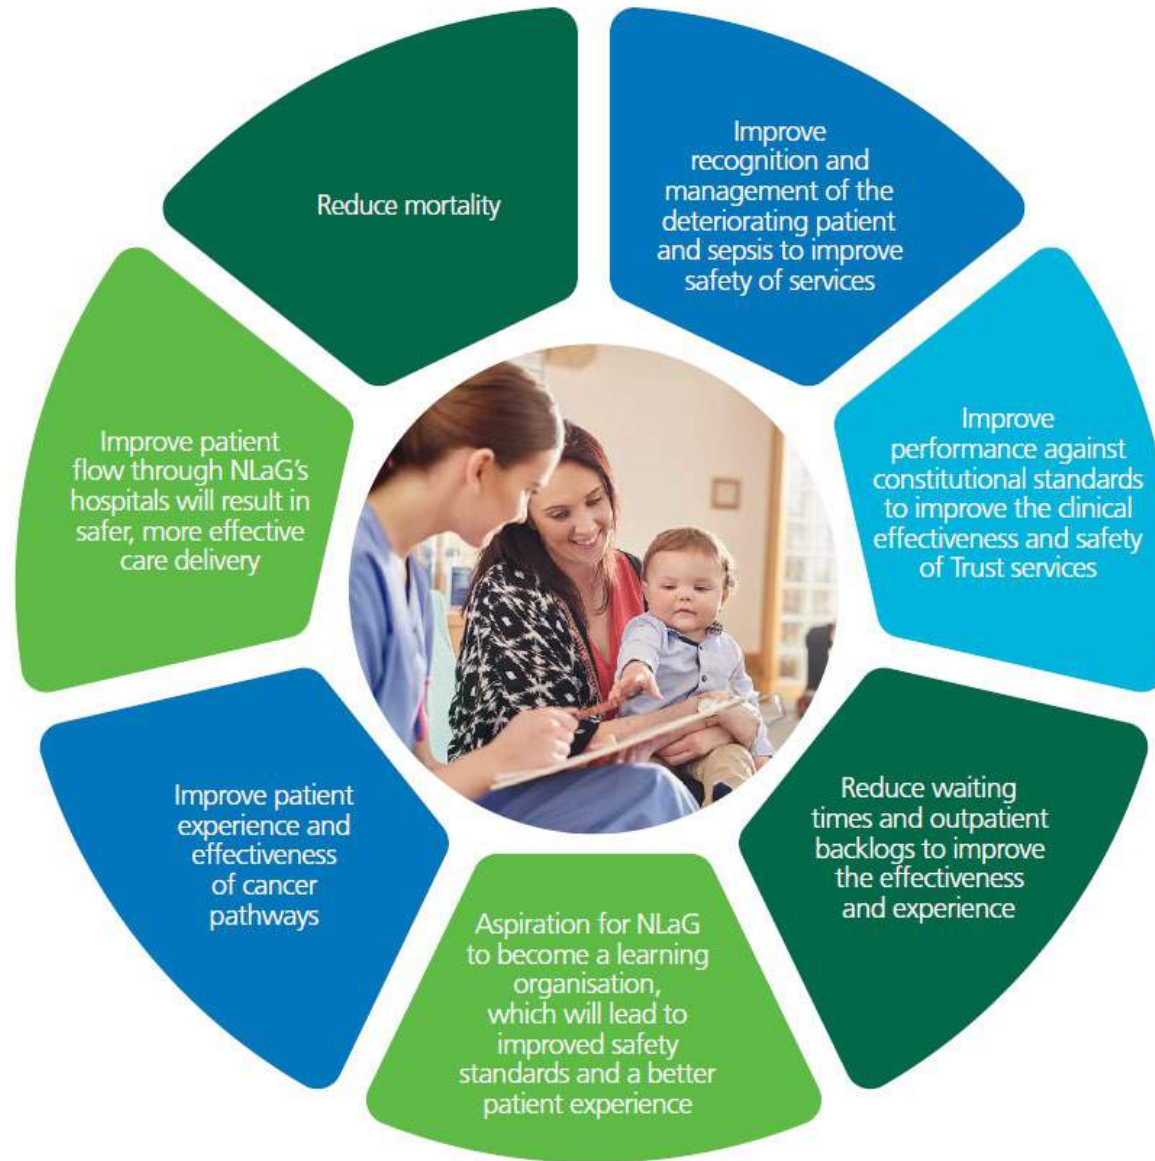 Reduce mortality
Improve
recognition and
management of the
deteriorating patient
and sepsis to improve
safety of services
Improve
performance against
constitutional standards
to improve the clinical
effectiveness and safety
of Trust services
Reduce waiting
times and outpatient
backlogs to improve
the effectiveness
and experience
Aspiration for NLaG
to become a learning
organisation,
which will lead to
improved safety
standards and a better
patient experience
Improve patient
experience and
effectiveness
of cancer
pathways
Improve patient
flow through NLaG's
hospitals will result in
safer, more effective
care delivery